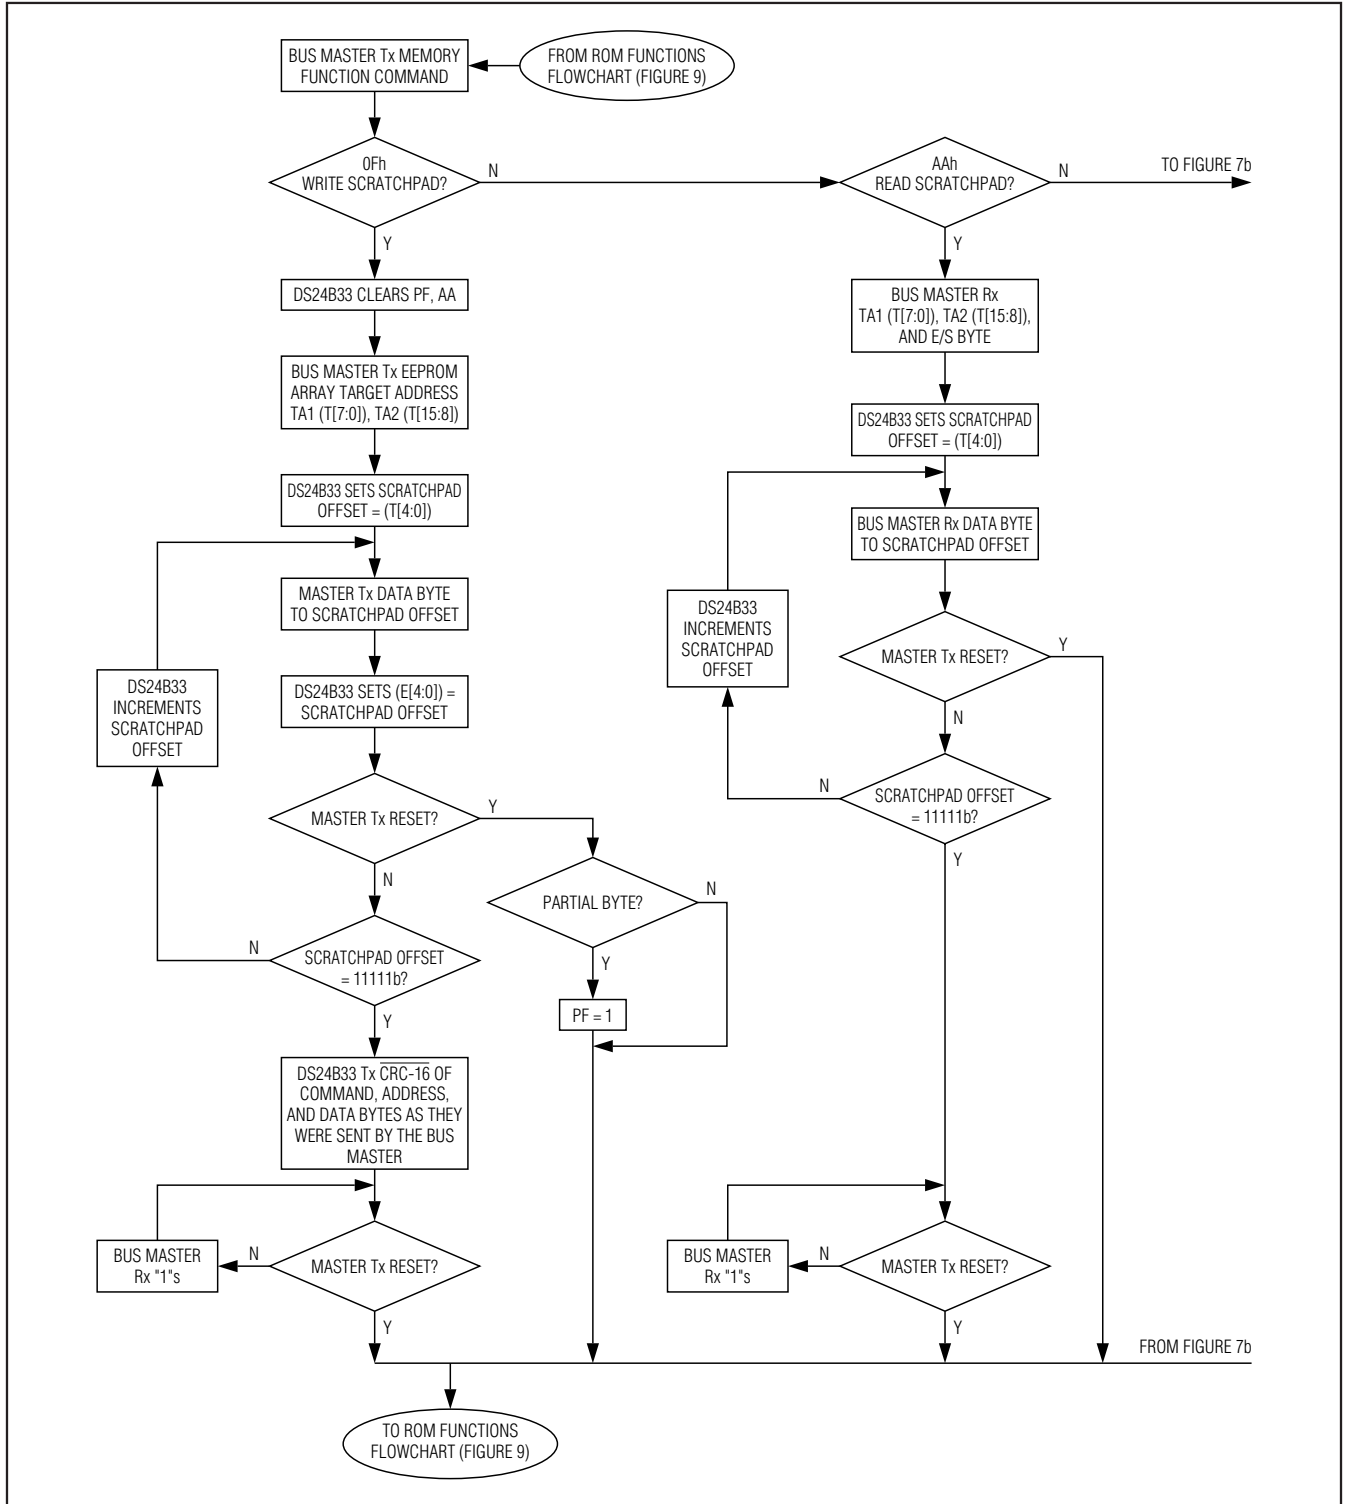 BUS MASTER Tx MEMORY
FUNCTION COMMAND
FROM ROM FUNCTIONS
FLOWCHART (FIGURE 9)
0Fh
WRITE SCRATCHPAD?
N
Y
AAh
READ SCRATCHPAD?
N
TO FIGURE 7b
Y
DS24B33 CLEARS PF, AA
BUS MASTER Tx EEPROM
ARRAY TARGET ADDRESS
TA1 (T[7:0]), TA2 (T[15:8])
DS24B33 SETS SCRATCHPAD
OFFSET = (T[4:0])
MASTER Tx DATA BYTE
TO SCRATCHPAD OFFSET
DS24B33
INCREMENTS
SCRATCHPAD
OFFSET
DS24B33 SETS (E[4:0]) =
SCRATCHPAD OFFSET
MASTER Tx RESET?
Y
N
PARTIAL BYTE?
N
Y
PF = 1
SCRATCHPAD OFFSET
= 11111b?
N
Y
DS24B33 Tx CRC-16 OF
COMMAND, ADDRESS,
AND DATA BYTES AS THEY
WERE SENT BY THE BUS
MASTER
BUS MASTER
Rx "1"s
N
MASTER Tx RESET?
Y
BUS MASTER Rx
TA1 (T[7:0]), TA2 (T[15:8]),
AND E/S BYTE
DS24B33 SETS SCRATCHPAD
OFFSET = (T[4:0])
BUS MASTER Rx DATA BYTE
TO SCRATCHPAD OFFSET
DS24B33
INCREMENTS
SCRATCHPAD
OFFSET
MASTER Tx RESET?
Y
N
SCRATCHPAD OFFSET
= 11111b?
N
Y
BUS MASTER
Rx "1"s
N
MASTER Tx RESET?
Y
FROM FIGURE 7b
TO ROM FUNCTIONS
FLOWCHART (FIGURE 9)